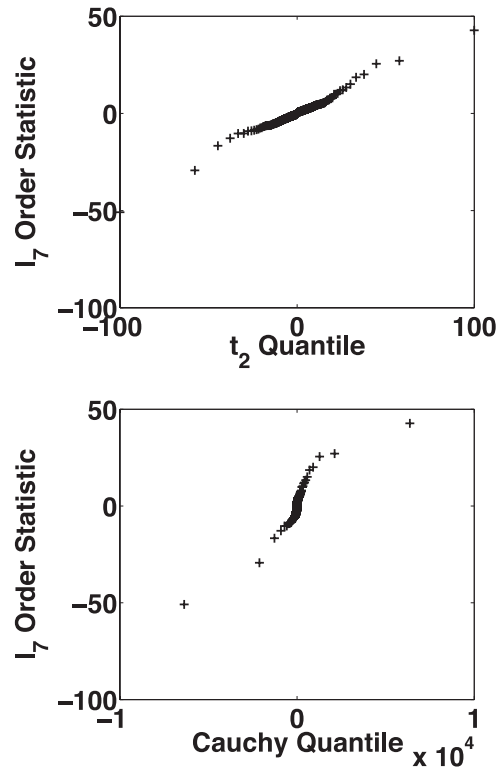 50
0
−50
−100
I7 Order Statistic
−100 0 100
t2 Quantile
50
0
−50
−100
I7 Order Statistic
−1 0 1
Cauchy Quantile x 10^4